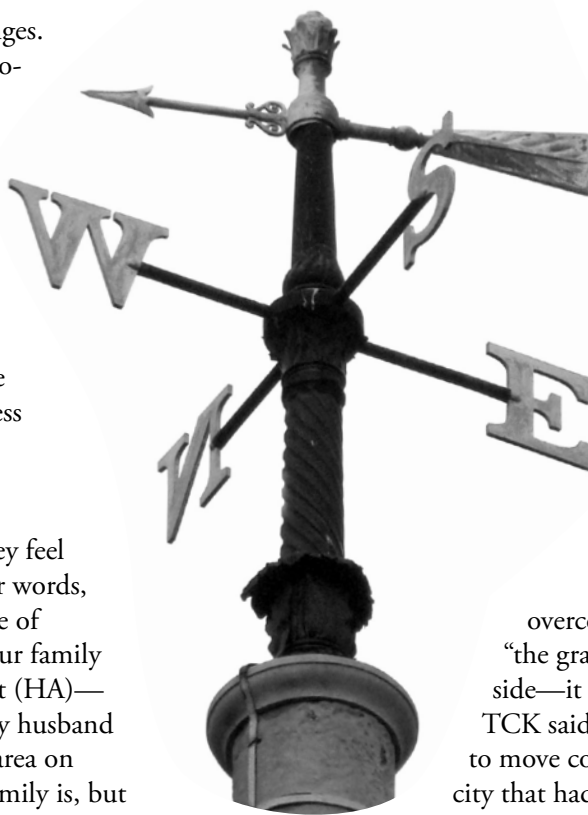 ges.
o-
W
S
N
E
e
ess
ey feel
r words,
e of
ur family
t (HA)—
y husband
area on
mily is, but
overco
“the gra
side—it
TCK said
to move co
city that had